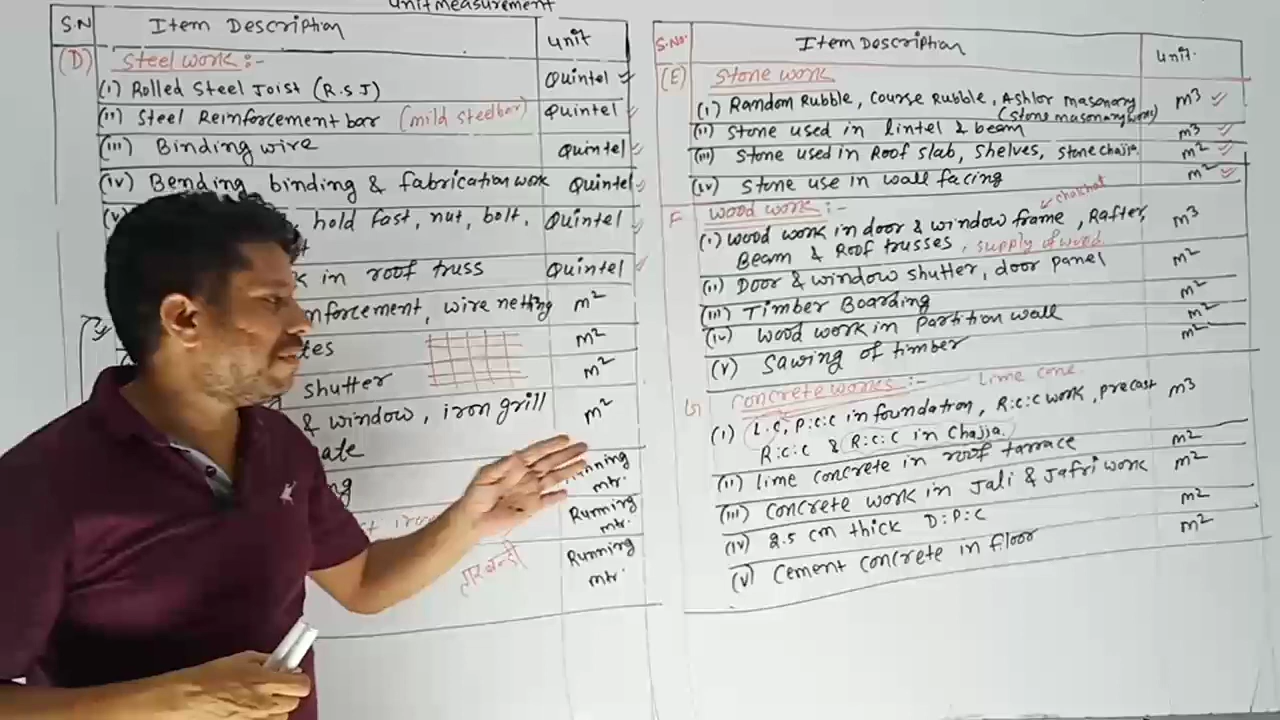 unit measurement
S.N Item Description unit
(D) Steel work :-
(i) Rolled Steel Joist (R.S.J) Quintel
(ii) Steel Reinforcement bar (mild steel bar) Quintel
(iii) Binding wire Quintel
(iv) Bending, binding & fabrication work Quintel
hold fast, nut, bolt, Quintel
in roof truss Quintel
nforcement, wire netting m²
tes m²
shutter m²
& window, iron grill m²
ate
Running
mtr.
Running
mtr.
Running
mtr.
S.No. Item Description unit.
(E) Stone work
(i) Random Rubble, Course Rubble, Ashlor masonary m³
(Stone masonary work)
(ii) Stone used in lintel & beam m³
(iii) Stone used in Roof slab, Shelves, Stone chajja m²
(iv) Stone use in wall facing m²
F wood work :- chaukhat
(i) wood work in door & window frame, Rafter, m³
Beam & Roof trusses, supply of wood
(ii) Door & window shutter, door panel m²
(iii) Timber Boarding m²
(iv) wood work in Partition wall m²
(v) Sawing of timber m²
G concrete works :- Lime conc.
(i) L.C, P.C.C in foundation, R.C.C work, precast m³
R.C.C & R.C.C in Chajja.
(ii) lime concrete in roof tarrace m²
(iii) concrete work in Jali & Jafri work m²
(iv) 2.5 cm thick D.P.C m²
(v) Cement concrete in floor m²